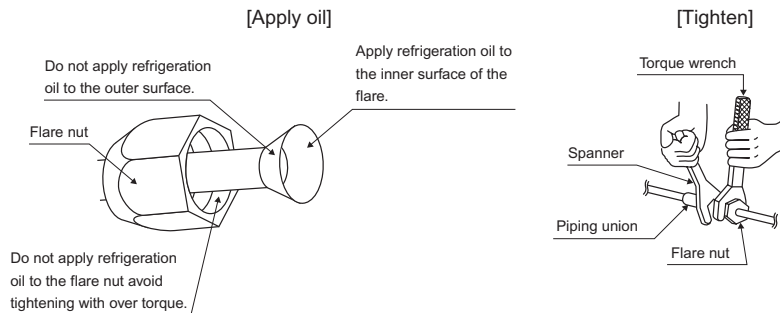 [Apply oil]
Do not apply refrigeration
oil to the outer surface.
Apply refrigeration oil to
the inner surface of the
flare.
Flare nut
Do not apply refrigeration
oil to the flare nut avoid
tightening with over torque.
[Tighten]
Torque wrench
Spanner
Piping union
Flare nut